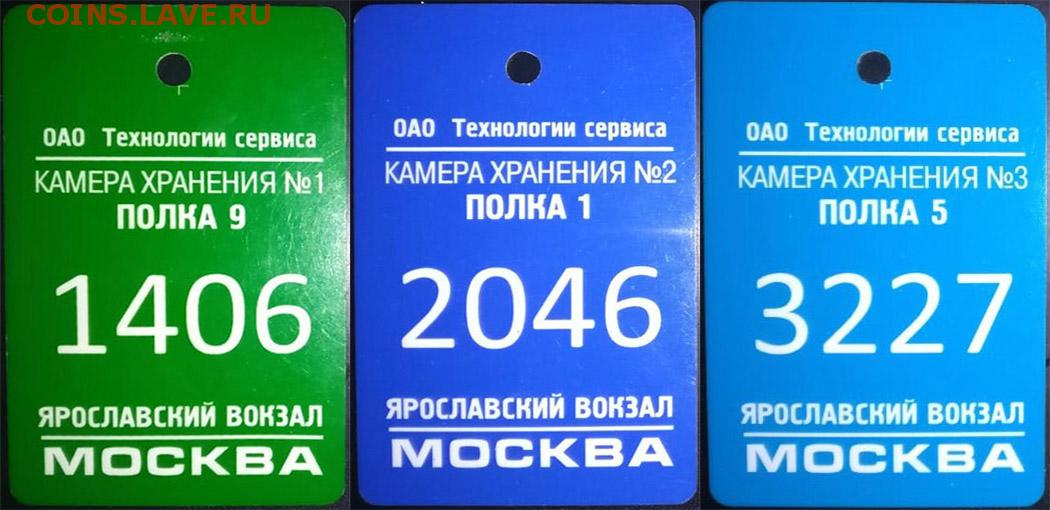 COINS.LAVE.RU
ОАО Технологии сервиса
КАМЕРА ХРАНЕНИЯ №1
ПОЛКА 9
1406
ЯРОСЛАВСКИЙ ВОКЗАЛ
МОСКВА
ОАО Технологии сервиса
КАМЕРА ХРАНЕНИЯ №2
ПОЛКА 1
2046
ЯРОСЛАВСКИЙ ВОКЗАЛ
МОСКВА
ОАО Технологии сервиса
КАМЕРА ХРАНЕНИЯ №3
ПОЛКА 5
3227
ЯРОСЛАВСКИЙ ВОКЗАЛ
МОСКВА